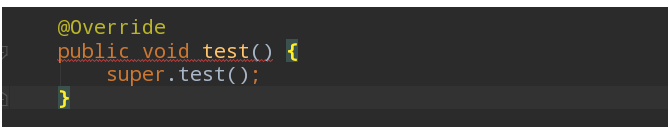 @Override
public void test() {
super.test();
}